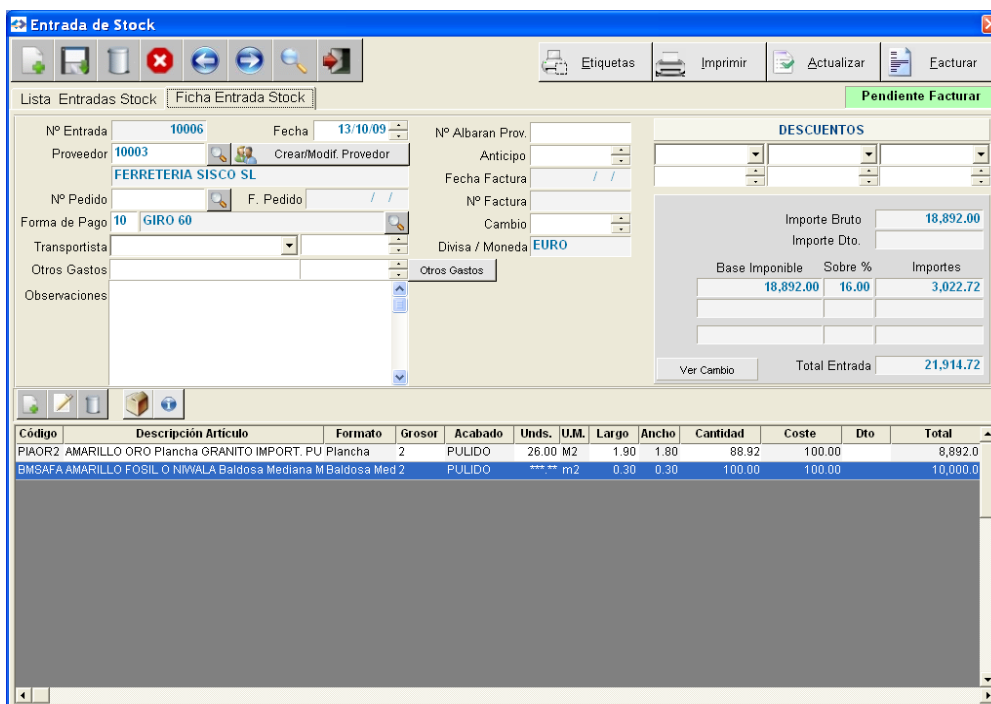 Entrada de Stock
Etiquetas Imprimir Actualizar Facturar
Lista Entradas Stock Ficha Entrada Stock Pendiente Facturar
Nº Entrada 10006 Fecha 13/10/09 Nº Albaran Prov. DESCUENTOS
Proveedor 10003 Crear/Modif. Provedor Anticipo
FERRETERIA SISCO SL Fecha Factura / /
Nº Pedido F. Pedido / / Nº Factura
Forma de Pago 10 GIRO 60 Cambio Importe Bruto 18,892.00
Transportista Divisa / Moneda EURO Importe Dto.
Otros Gastos Otros Gastos Base Imponible Sobre % Importes
Observaciones 18,892.00 16.00 3,022.72
Ver Cambio Total Entrada 21,914.72
Código Descripción Artículo Formato Grosor Acabado Unds. U.M. Largo Ancho Cantidad Coste Dto Total
PIAOR2 AMARILLO ORO Plancha GRANITO IMPORT. PU Plancha 2 PULIDO 26.00 M2 1.90 1.80 88.92 100.00 8,892.0
BMSAFA AMARILLO FOSIL O NIWALA Baldosa Mediana M Baldosa Med 2 PULIDO ***.** m2 0.30 0.30 100.00 100.00 10,000.0